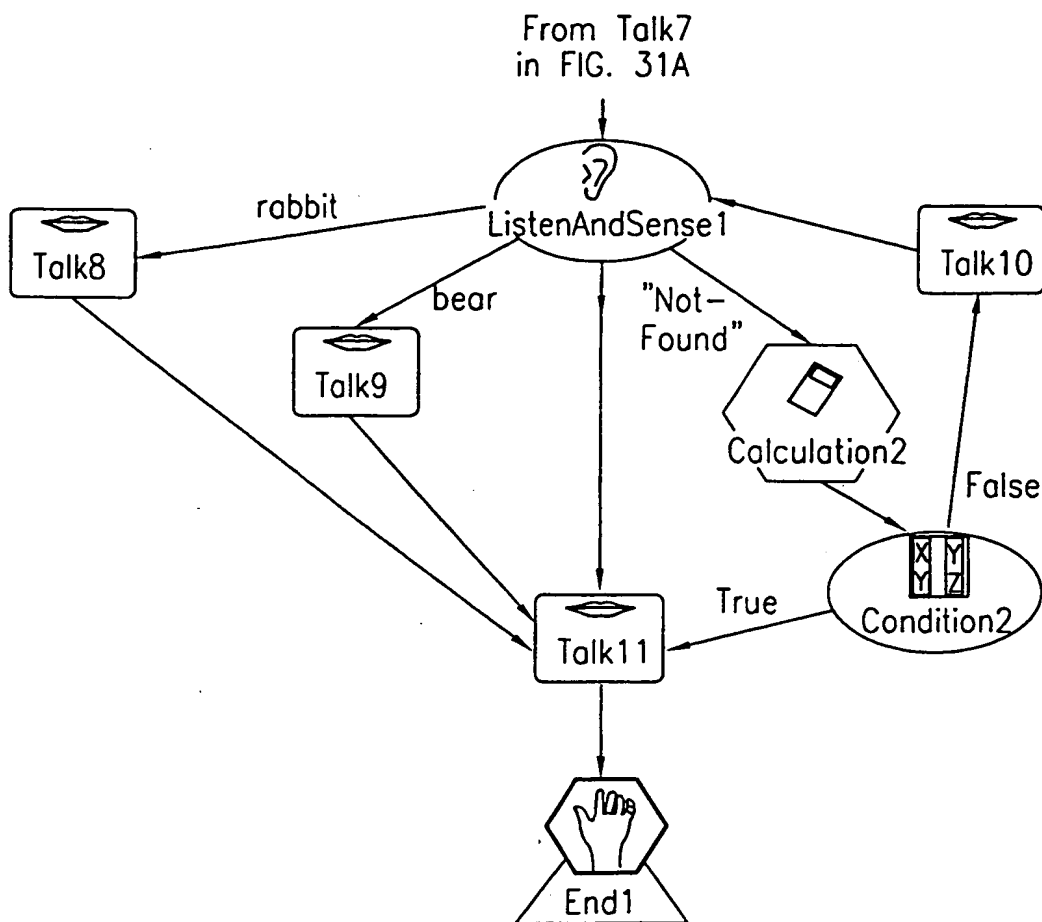 From Talk7
in FIG. 31A
ListenAndSense1
rabbit
Talk8
bear
Talk9
"Not-
Found"
Talk10
Calculation2
False
X Y
Y Z
Condition2
True
Talk11
End1